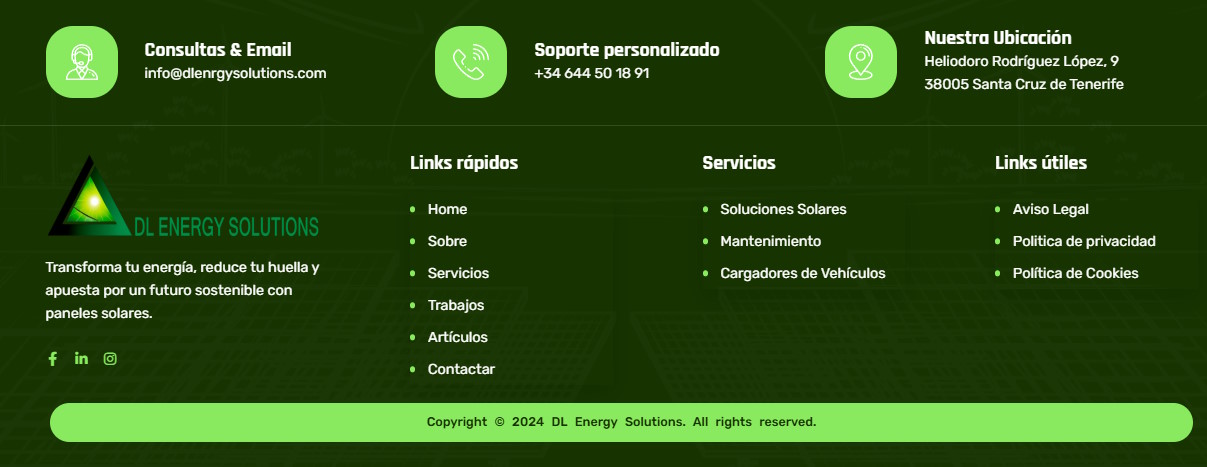 Consultas & Email
info@dlenrgysolutions.com
Soporte personalizado
+34 644 50 18 91
Nuestra Ubicación
Heliodoro Rodríguez López, 9
38005 Santa Cruz de Tenerife
DL ENERGY SOLUTIONS
Transforma tu energía, reduce tu huella y
apuesta por un futuro sostenible con
paneles solares.
Links rápidos
Home
Sobre
Servicios
Trabajos
Artículos
Contactar
Servicios
Soluciones Solares
Mantenimiento
Cargadores de Vehículos
Links útiles
Aviso Legal
Politica de privacidad
Política de Cookies
Copyright © 2024 DL Energy Solutions. All rights reserved.